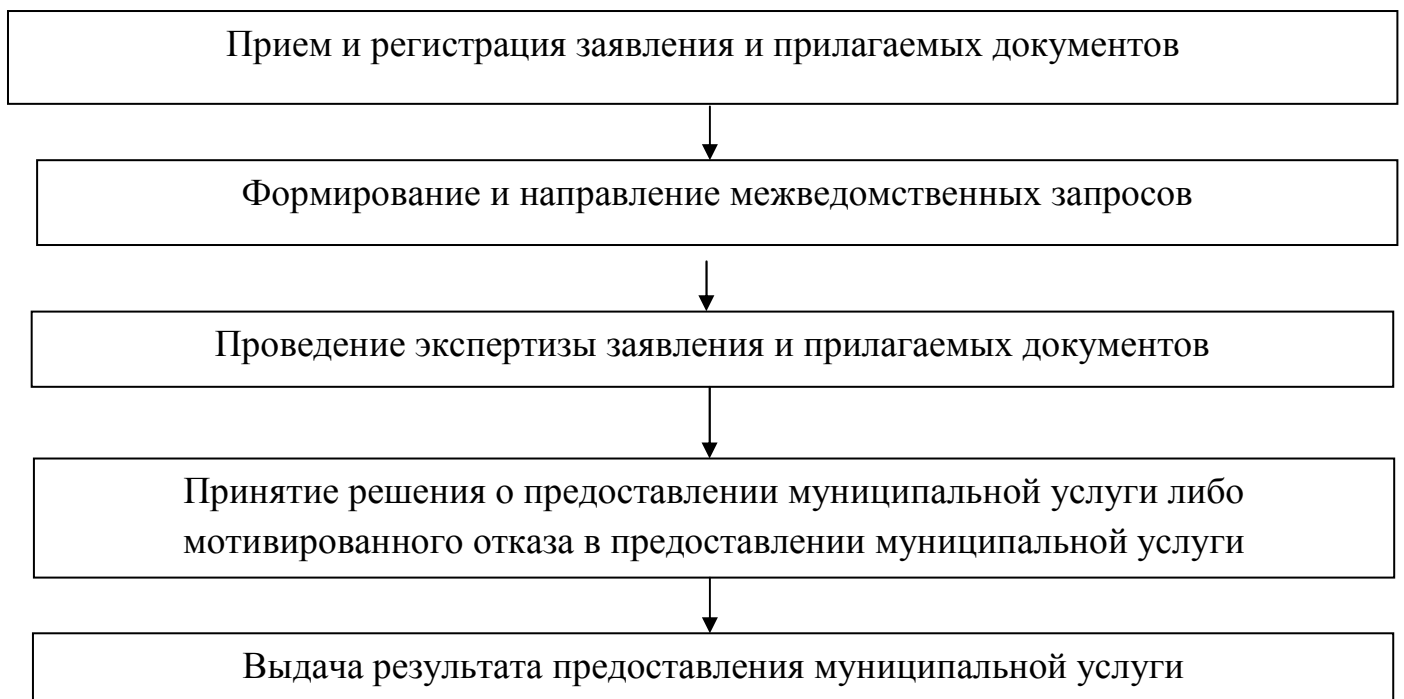 Прием и регистрация заявления и прилагаемых документов
Формирование и направление межведомственных запросов
Проведение экспертизы заявления и прилагаемых документов
Принятие решения о предоставлении муниципальной услуги либо
мотивированного отказа в предоставлении муниципальной услуги
Выдача результата предоставления муниципальной услуги